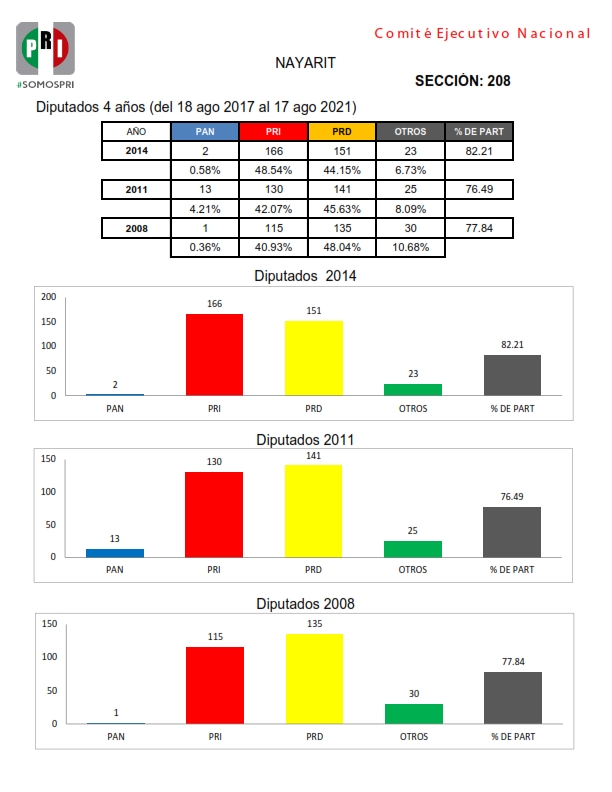 Comité Ejecutivo Nacional
PRI
#SOMOSPRI
NAYARIT
SECCIÓN: 208
Diputados 4 años (del 18 ago 2017 al 17 ago 2021)
AÑO PAN PRI PRD OTROS % DE PART
2014 2 166 151 23 82.21
0.58% 48.54% 44.15% 6.73%
2011 13 130 141 25 76.49
4.21% 42.07% 45.63% 8.09%
2008 1 115 135 30 77.84
0.36% 40.93% 48.04% 10.68%
Diputados 2014
200
150
100
50
0
2 166 151 23 82.21
PAN PRI PRD OTROS % DE PART
Diputados 2011
150
100
50
0
13 130 141 25 76.49
PAN PRI PRD OTROS % DE PART
Diputados 2008
150
100
50
0
1 115 135 30 77.84
PAN PRI PRD OTROS % DE PART